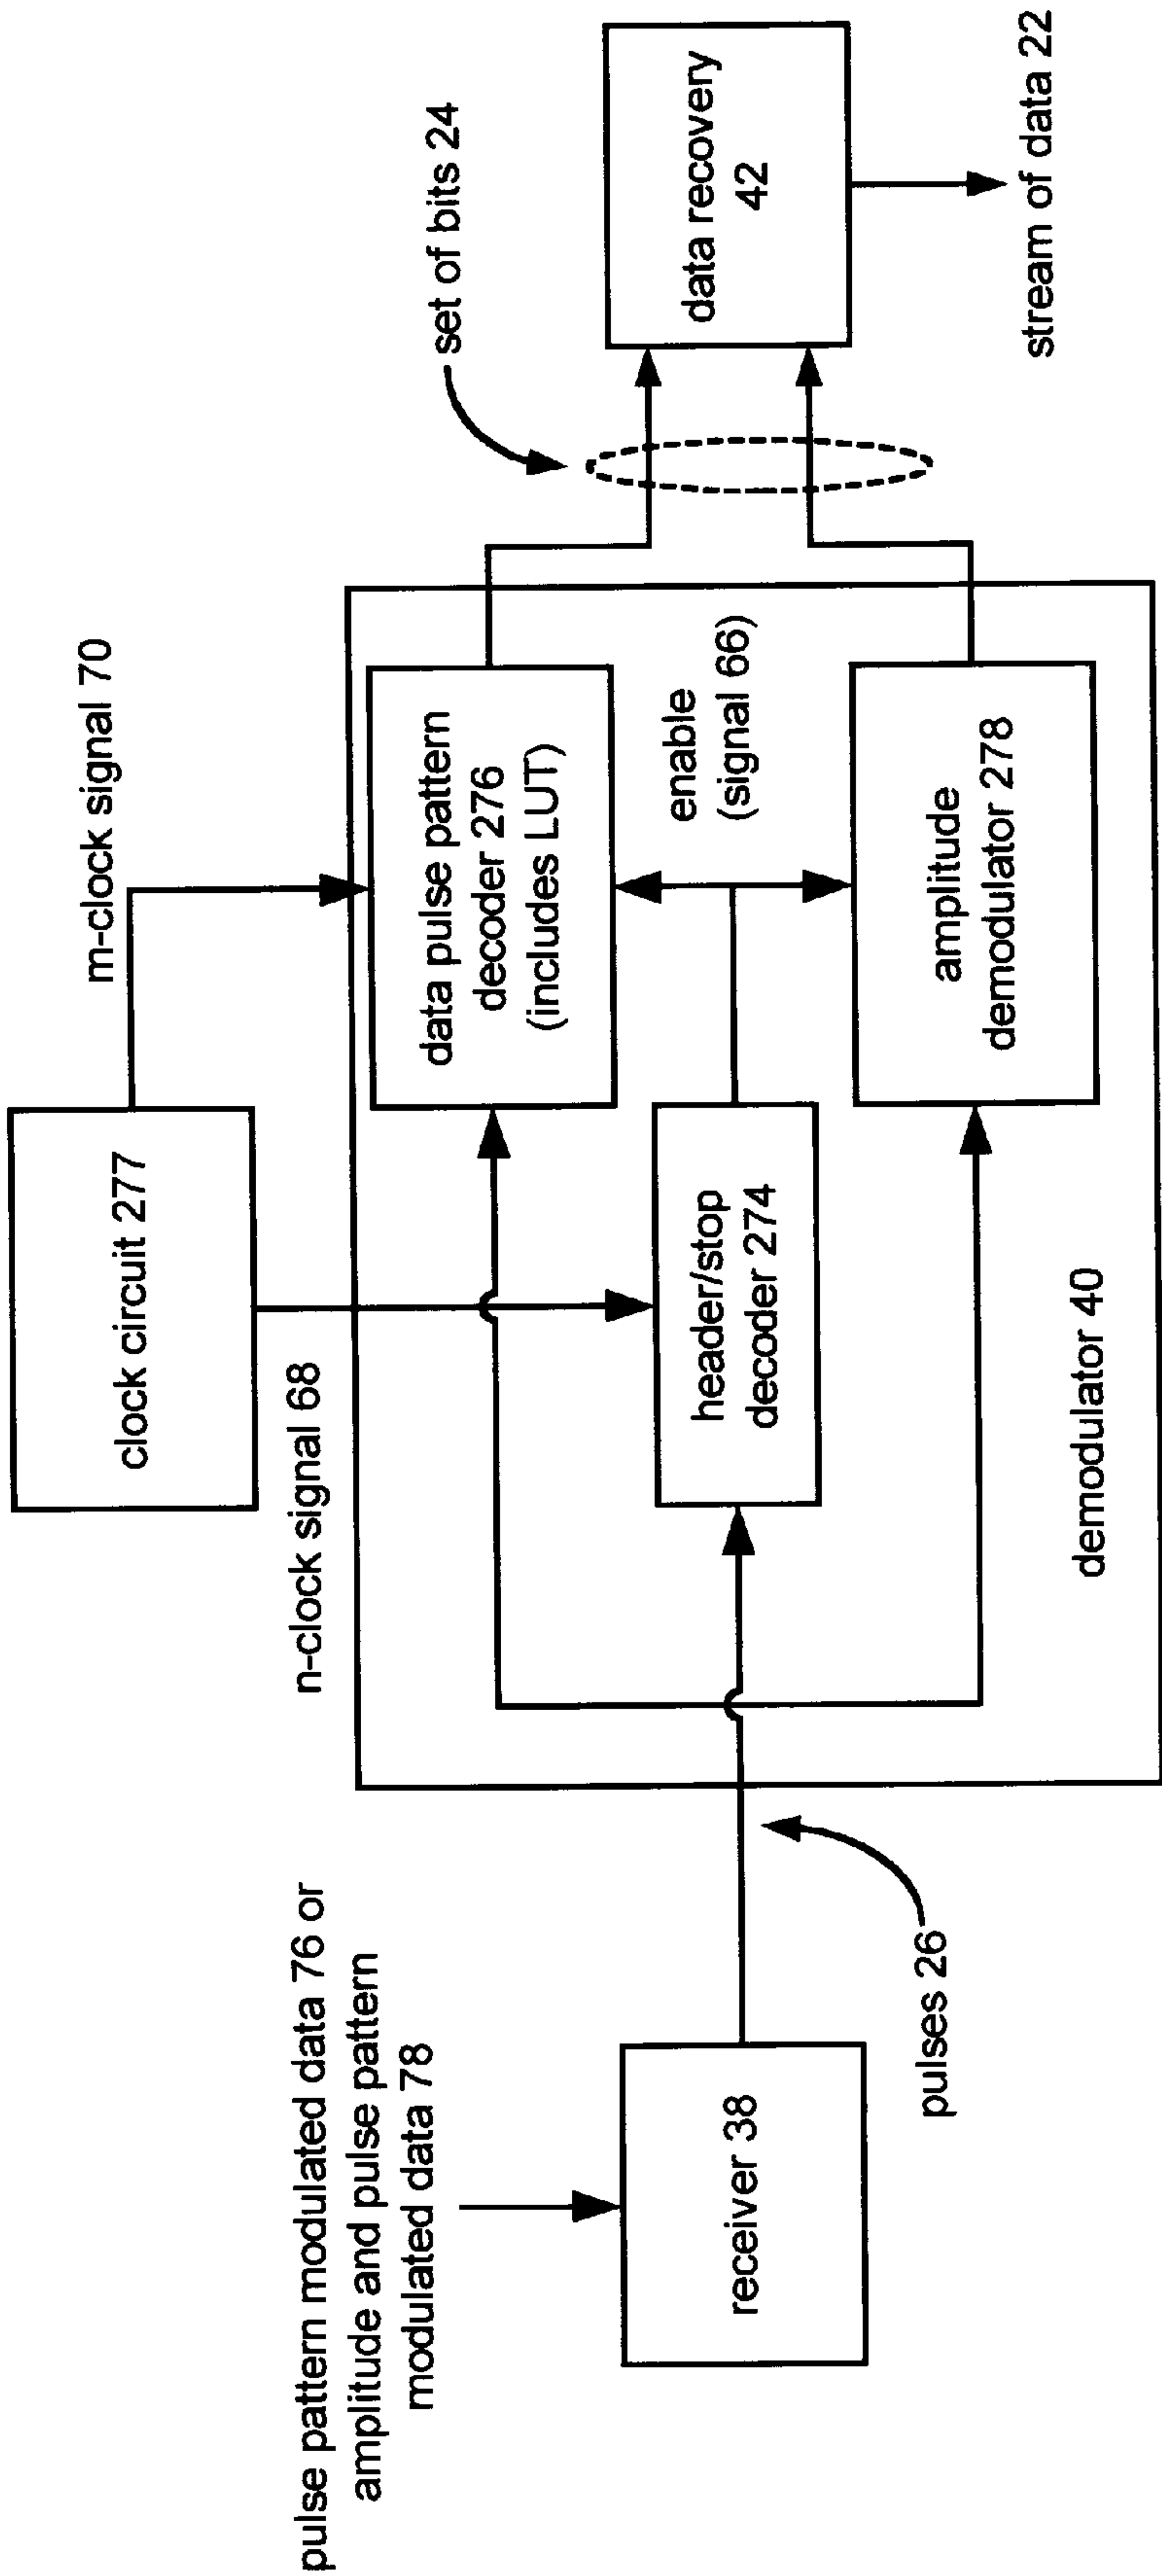 pulse pattern modulated data 76 or
amplitude and pulse pattern
modulated data 78
receiver 38
pulses 26
clock circuit 277
n-clock signal 68
m-clock signal 70
header/stop
decoder 274
data pulse pattern
decoder 276
(includes LUT)
enable
(signal 66)
amplitude
demodulator 278
demodulator 40
set of bits 24
data recovery
42
stream of data 22